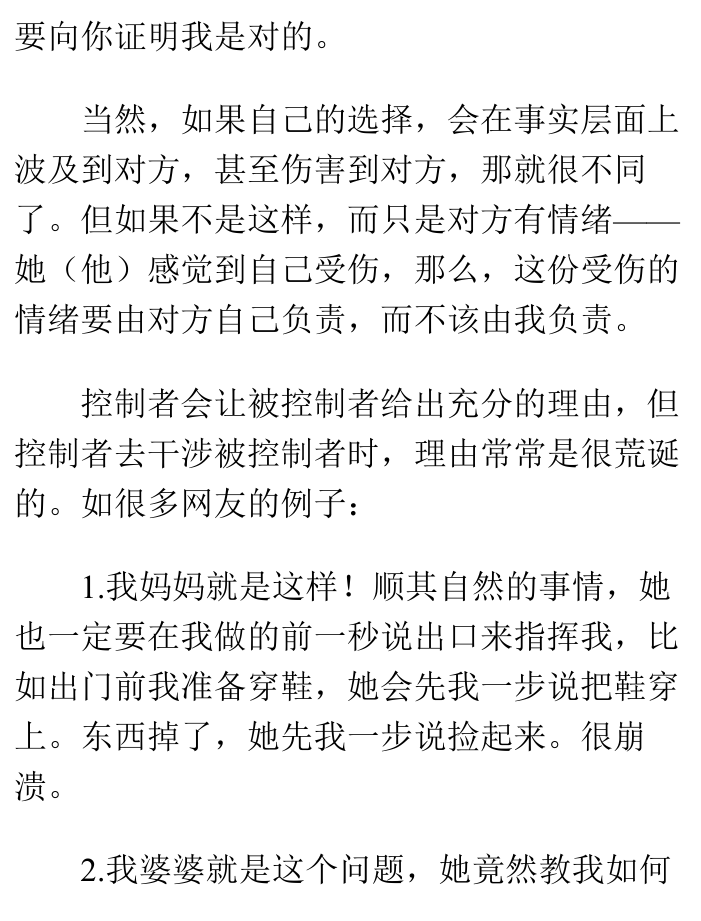 要向你证明我是对的。
当然，如果自己的选择，会在事实层面上
波及到对方，甚至伤害到对方，那就很不同
了。但如果不是这样，而只是对方有情绪——
她（他）感觉到自己受伤，那么，这份受伤的
情绪要由对方自己负责，而不该由我负责。
控制者会让被控制者给出充分的理由，但
控制者去干涉被控制者时，理由常常是很荒诞
的。如很多网友的例子：
1.我妈妈就是这样！顺其自然的事情，她
也一定要在我做的前一秒说出口来指挥我，比
如出门前我准备穿鞋，她会先我一步说把鞋穿
上。东西掉了，她先我一步说捡起来。很崩
溃。
2.我婆婆就是这个问题，她竟然教我如何